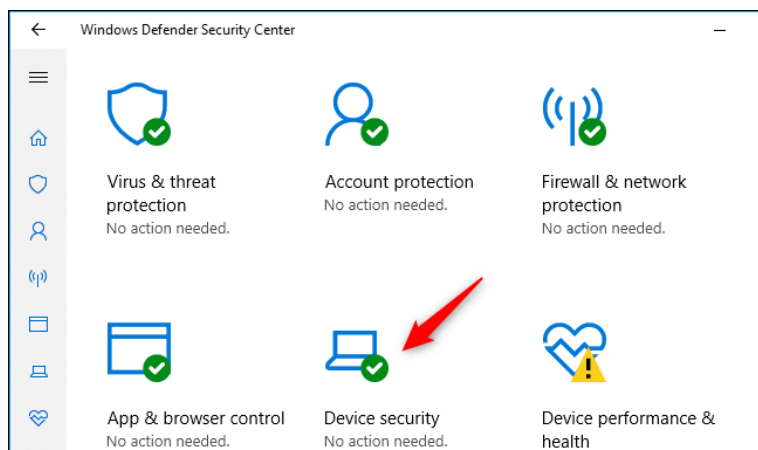 Windows Defender Security Center
Virus & threat
protection
No action needed.
Account protection
No action needed.
Firewall & network
protection
No action needed.
App & browser control
No action needed.
Device security
No action needed.
Device performance &
health